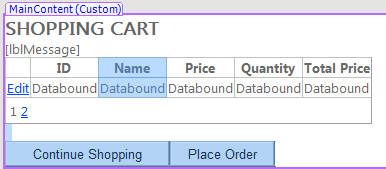 MainContent (Custom)
SHOPPING CART
[lblMessage]
ID Name Price Quantity Total Price
Edit Databound Databound Databound Databound Databound
1 2
Continue Shopping Place Order